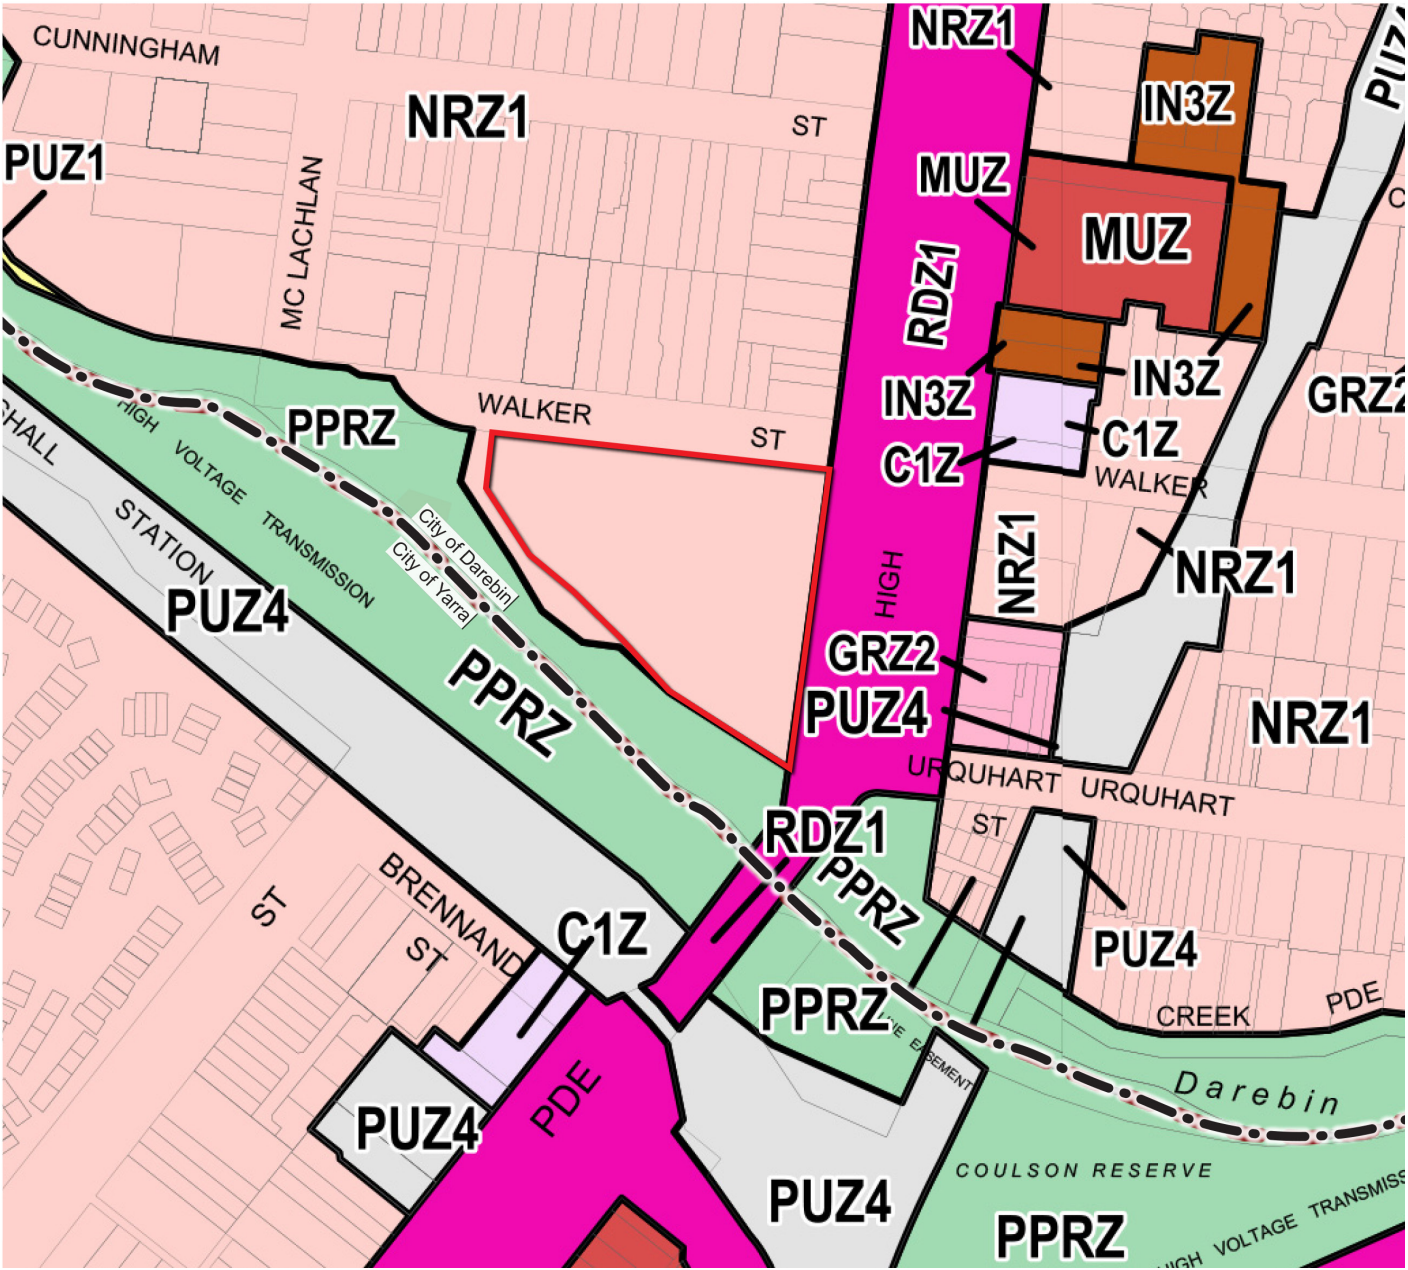 CUNNINGHAM
ST
NRZ1
NRZ1
IN3Z
PUZ1
MUZ
MUZ
MC LACHLAN
RDZ1
IN3Z
IN3Z
C1Z
C1Z
GRZ2
WALKER
ST
WALKER
PPRZ
HIGH VOLTAGE TRANSMISSION
STATION
PUZ4
City of Darebin
City of Yarra
PPRZ
HIGH
NRZ1
NRZ1
GRZ2
PUZ4
NRZ1
URQUHART
ST
URQUHART
RDZ1
PPRZ
PUZ4
PPRZ
EASEMENT
ST
BRENNAND
ST
C1Z
PDE
PUZ4
CREEK
PDE
Darebin
COULSON RESERVE
PUZ4
PPRZ
HIGH VOLTAGE